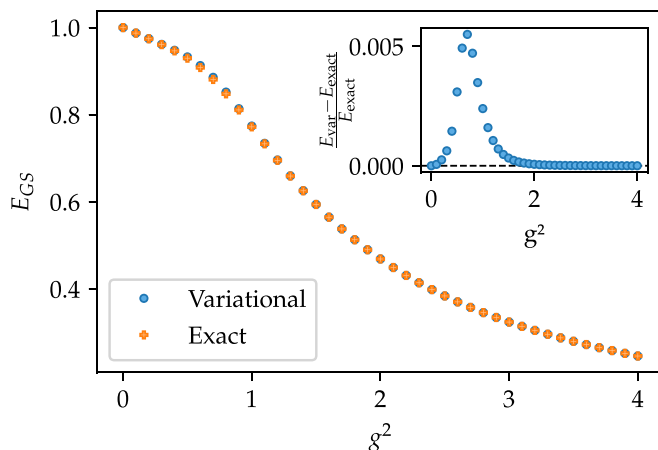 1.0
0.8
0.6
0.4
E_GS
0
1
2
3
4
g²
Variational
Exact
0.005
0.000
E_var − E_exact
E_exact
0
2
4
g²